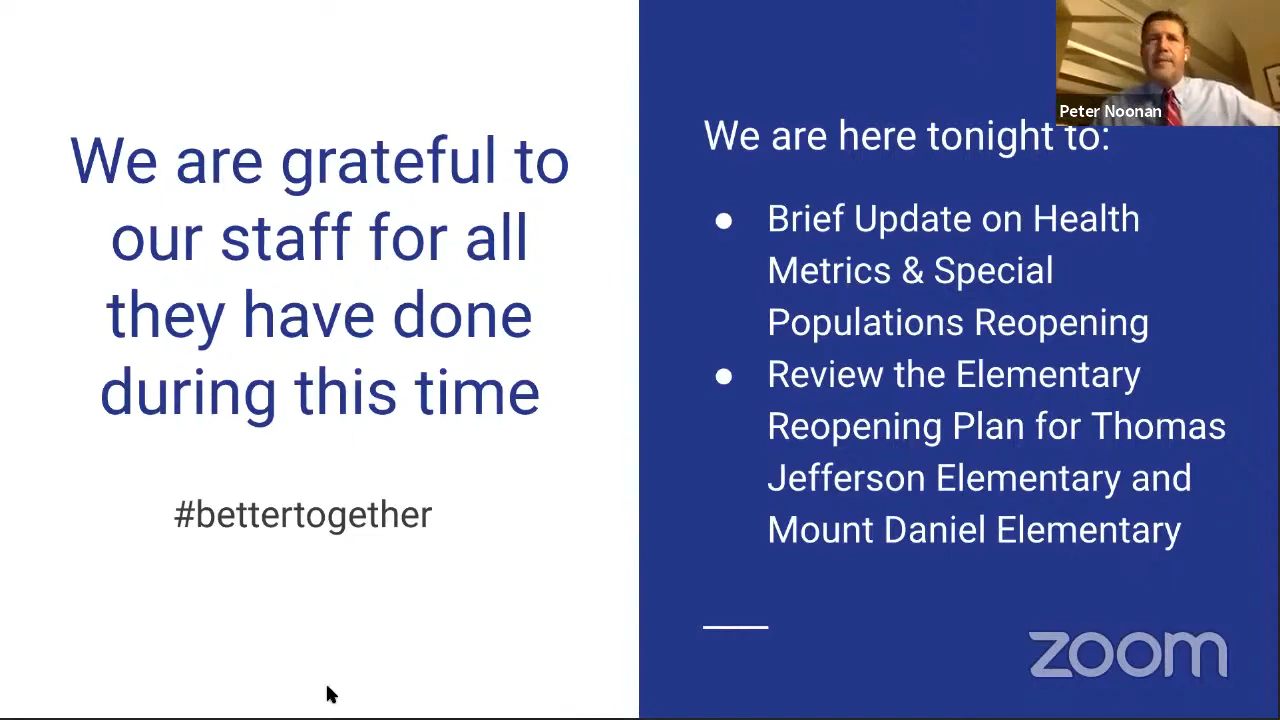 We are grateful to
our staff for all
they have done
during this time
#bettertogether
Peter Noonan
We are here tonight to:
● Brief Update on Health
Metrics & Special
Populations Reopening
● Review the Elementary
Reopening Plan for Thomas
Jefferson Elementary and
Mount Daniel Elementary
zoom